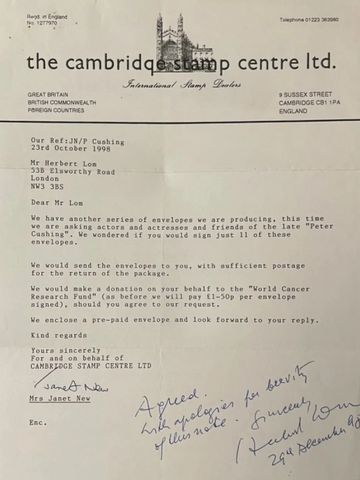 Regd. in England
No. 1277970
Telephone 01223 363980
the cambridge stamp centre ltd.
International Stamp Dealers
GREAT BRITAIN
BRITISH COMMONWEALTH
FOREIGN COUNTRIES
9 SUSSEX STREET
CAMBRIDGE CB1 1PA
ENGLAND
Our Ref:JN/P Cushing
23rd October 1998
Mr Herbert Lom
53B Elsworthy Road
London
NW3 3BS
Dear Mr Lom
We have another series of envelopes we are producing, this time
we are asking actors and actresses and friends of the late "Peter
Cushing". We wondered if you would sign just 11 of these
envelopes.
We would send the envelopes to you, with sufficient postage
for the return of the package.
We would make a donation on your behalf to the "World Cancer
Research Fund" (as before we will pay £1-50p per envelope
signed), should you agree to our request.
We enclose a pre-paid envelope and look forward to your reply.
Kind regards
Yours sincerely
For and on behalf of
CAMBRIDGE STAMP CENTRE LTD
Janet New
Mrs Janet New
Enc.
Agreed.
With apologies for brevity
of this note. Sincerely
Herbert Lom
29th December 98